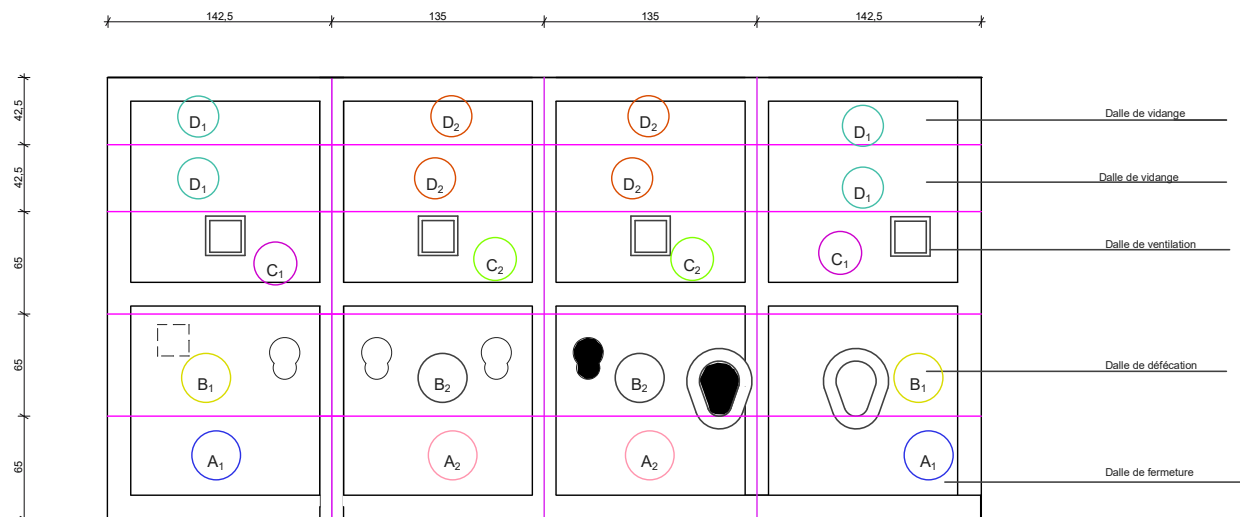 142,5 135 135 142,5
42,5
D1 D2 D2 D1 Dalle de vidange
42,5
D1 D2 D2 D1 Dalle de vidange
65
C1 C2 C2 C1 Dalle de ventilation
65
B1 B2 B2 B1 Dalle de défécation
65
A1 A2 A2 A1 Dalle de fermeture